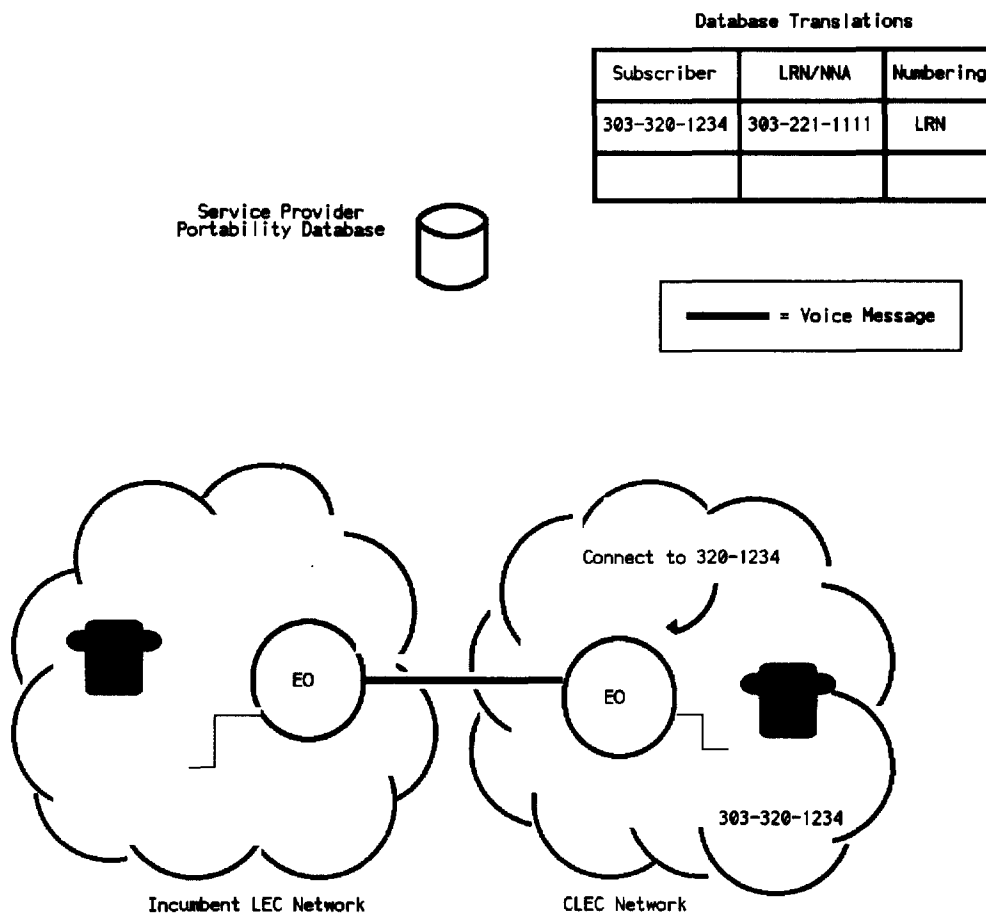 Database Translations
Subscriber LRN/NNA Numbering
303-320-1234 303-221-1111 LRN
Service Provider
Portability Database
= Voice Message
Connect to 320-1234
EO
EO
303-320-1234
Incumbent LEC Network
CLEC Network